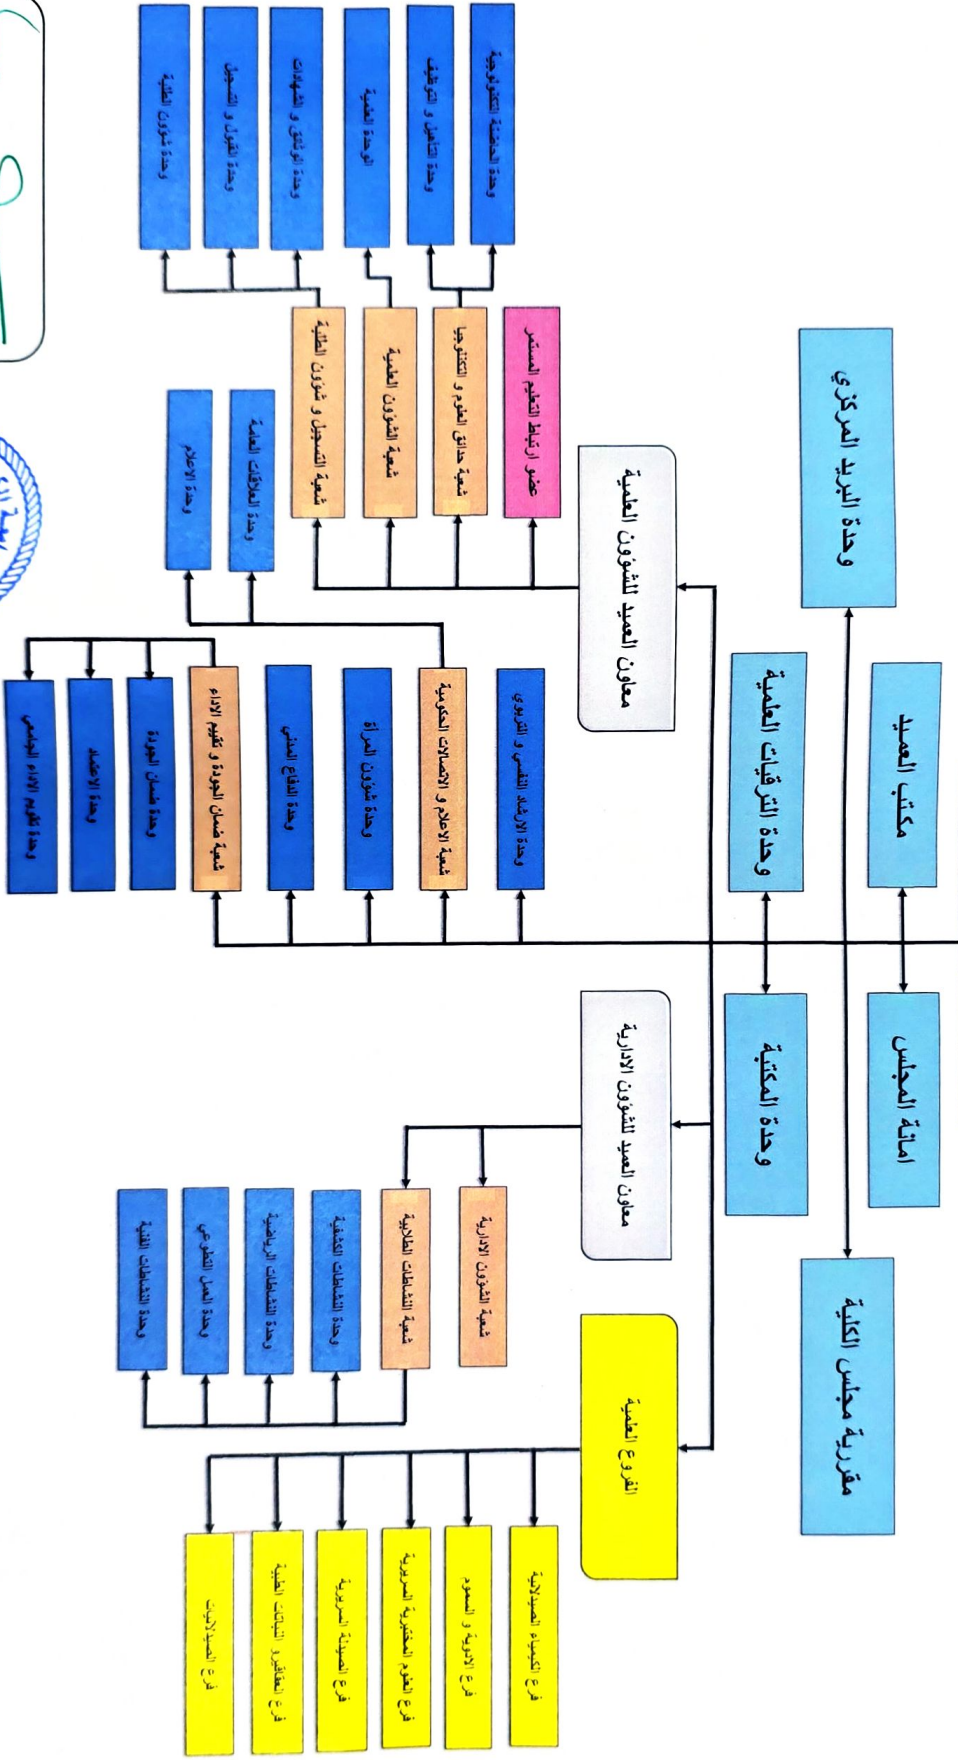 مكتب العميد
امانة المجلس
وحدة البريد المركزي
مقررية مجلس الكلية
وحدة الترقيات العلمية
وحدة المكتبة
معاون العميد للشؤون العلمية
معاون العميد للشؤون الادارية
الفروع العلمية
عضو ارتباط التعليم المستمر
شعبة حدائق العلوم و التكنلوجيا
شعبة الشؤون العلمية
شعبة التسجيل و شؤون الطلبة
وحدة الحاضنة التكنولوجية
وحدة التأهيل و التوظيف
الوحدة العلمية
وحدة الوثائق و الشهادات
وحدة القبول و التسجيل
وحدة شؤون الطلبة
وحدة الارشاد النفسي و التربوي
شعبة الاعلام و الاتصالات الحكومية
وحدة شؤون المرأة
وحدة الدفاع المدني
شعبة ضمان الجودة و تقييم الاداء
وحدة العلاقات العامة
وحدة الاعلام
وحدة ضمان الجودة
وحدة الاعتماد
وحدة تقويم الاداء الجامعي
شعبة الشؤون الادارية
شعبة النشاطات الطلابية
وحدة النشاطات الكشفية
وحدة النشاطات الرياضية
وحدة العمل التطوعي
وحدة النشاطات الفنية
فرع الكيمياء الصيدلانية
فرع الادوية و السموم
فرع العلوم المختبرية السريرية
فرع الصيدلة السريرية
فرع العقاقير و النباتات الطبية
فرع الصيدلانيات